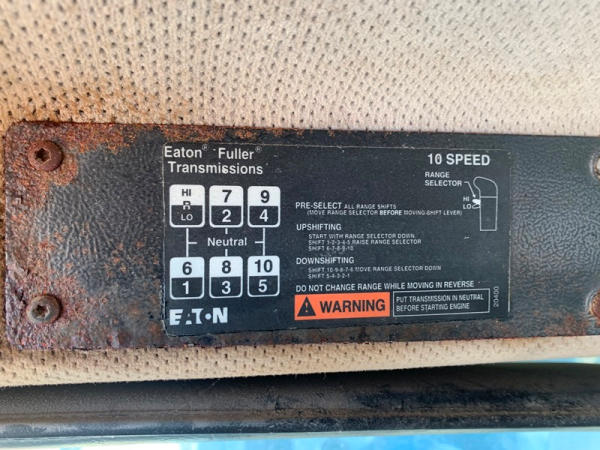 Eaton® Fuller®
Transmissions
10 SPEED
RANGE
SELECTOR
HI
LO
HI 7 9
R
LO 2 4
Neutral
6 8 10
1 3 5
PRE-SELECT ALL RANGE SHIFTS
(MOVE RANGE SELECTOR BEFORE MOVING SHIFT LEVER)
UPSHIFTING
START WITH RANGE SELECTOR DOWN
SHIFT 1-2-3-4-5 RAISE RANGE SELECTOR
SHIFT 6-7-8-9-10
DOWNSHIFTING
SHIFT 10-9-8-7-6 MOVE RANGE SELECTOR DOWN
SHIFT 5-4-3-2-1
DO NOT CHANGE RANGE WHILE MOVING IN REVERSE
WARNING
PUT TRANSMISSION IN NEUTRAL
BEFORE STARTING ENGINE
20400
EATON